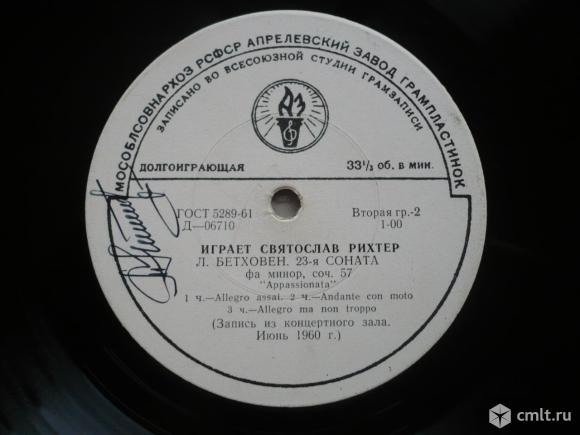 МОСОБЛСОВНАРХОЗ РСФСР АПРЕЛЕВСКИЙ ЗАВОД ГРАМПЛАСТИНОК
ЗАПИСАНО ВО ВСЕСОЮЗНОЙ СТУДИИ ГРАМЗАПИСИ
АЗ
ДОЛГОИГРАЮЩАЯ 33⅓ об. в мин.
ГОСТ 5289-61 Вторая гр.-2
Д—06710 1-00
ИГРАЕТ СВЯТОСЛАВ РИХТЕР
Л. БЕТХОВЕН. 23-я СОНАТА
фа минор, соч. 57
"Appassionata"
1 ч.—Allegro assai. 2 ч.—Andante con moto
3 ч.—Allegro ma non troppo
(Запись из концертного зала.
Июнь 1960 г.)
cmlt.ru